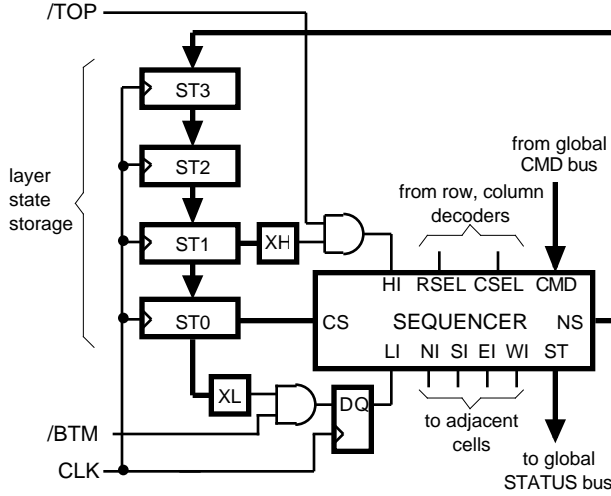 /TOP
ST3
ST2
ST1
ST0
layer
state
storage
XH
XL
from global
CMD bus
from row, column
decoders
HI RSEL CSEL CMD
CS SEQUENCER NS
LI NI SI EI WI ST
DQ
to adjacent
cells
/BTM
CLK
to global
STATUS bus